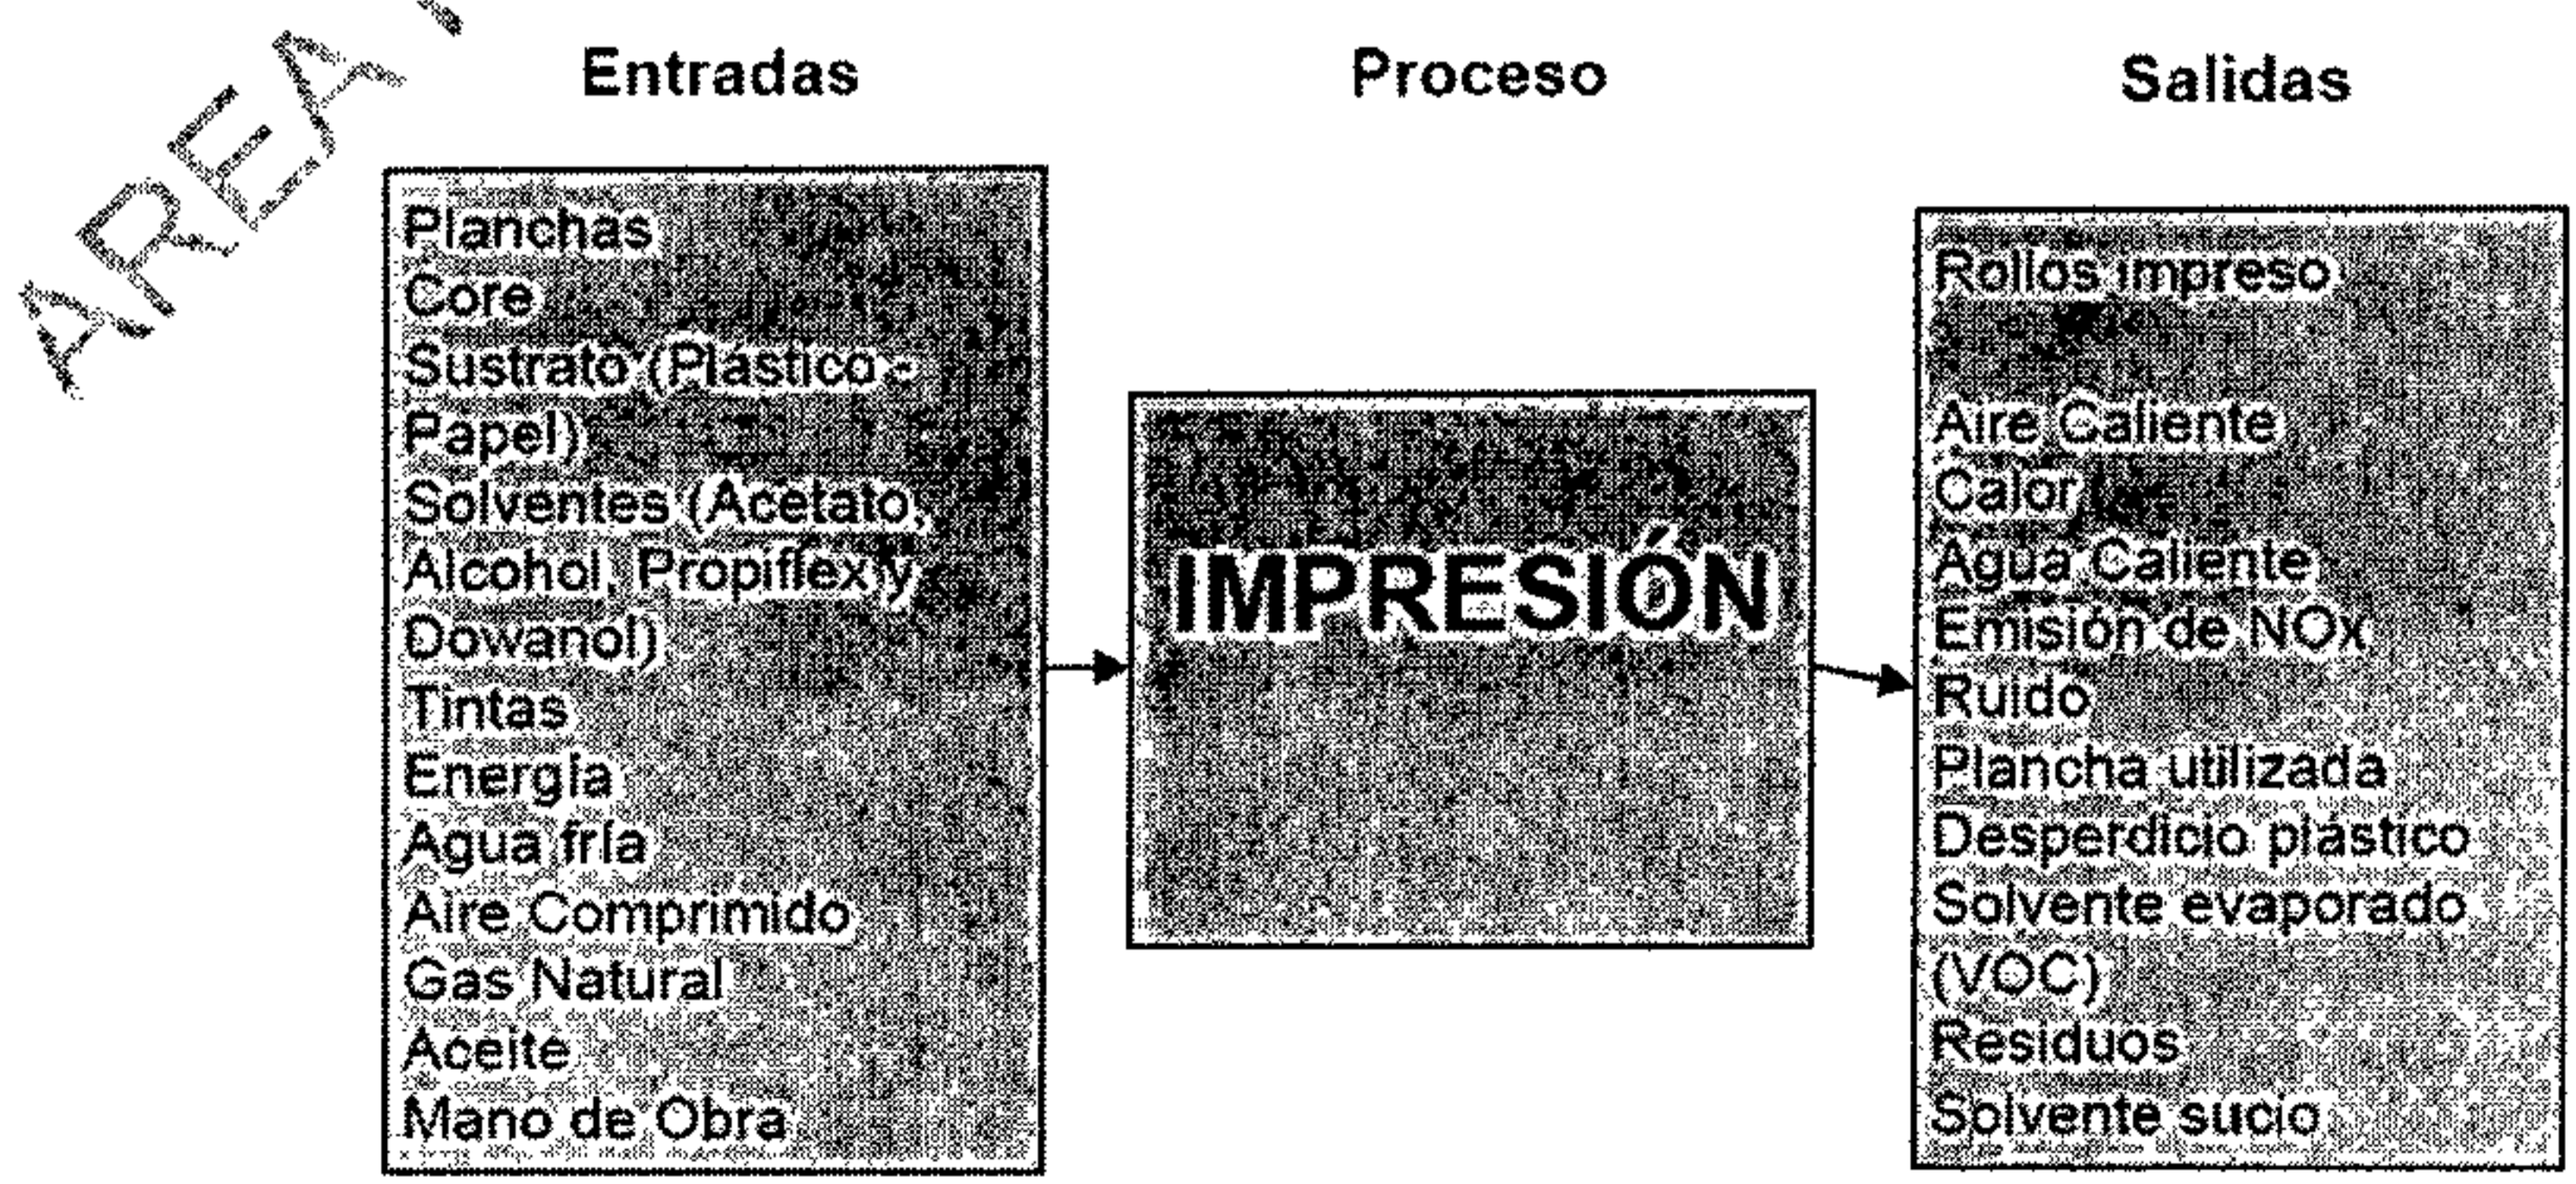 AREA
Entradas
Proceso
Salidas
Planchas
Core
Sustrato (Plástico -
Papel)
Solventes (Acetato,
Alcohol, Propiflex y
Dowanol)
Tintas
Energía
Agua fría
Aire Comprimido
Gas Natural
Aceite
Mano de Obra
IMPRESIÓN
Rollos impreso
Aire Caliente
Calor
Agua Caliente
Emisión de NOx
Ruido
Plancha utilizada
Desperdicio plástico
Solvente evaporado
(VOC)
Residuos
Solvente sucio